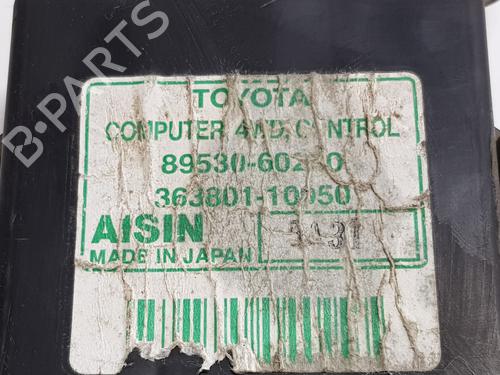 B-PARTS
TOYOTA
COMPUTER 4WD, CONTROL
363801-10050
AISIN
MADE IN JAPAN